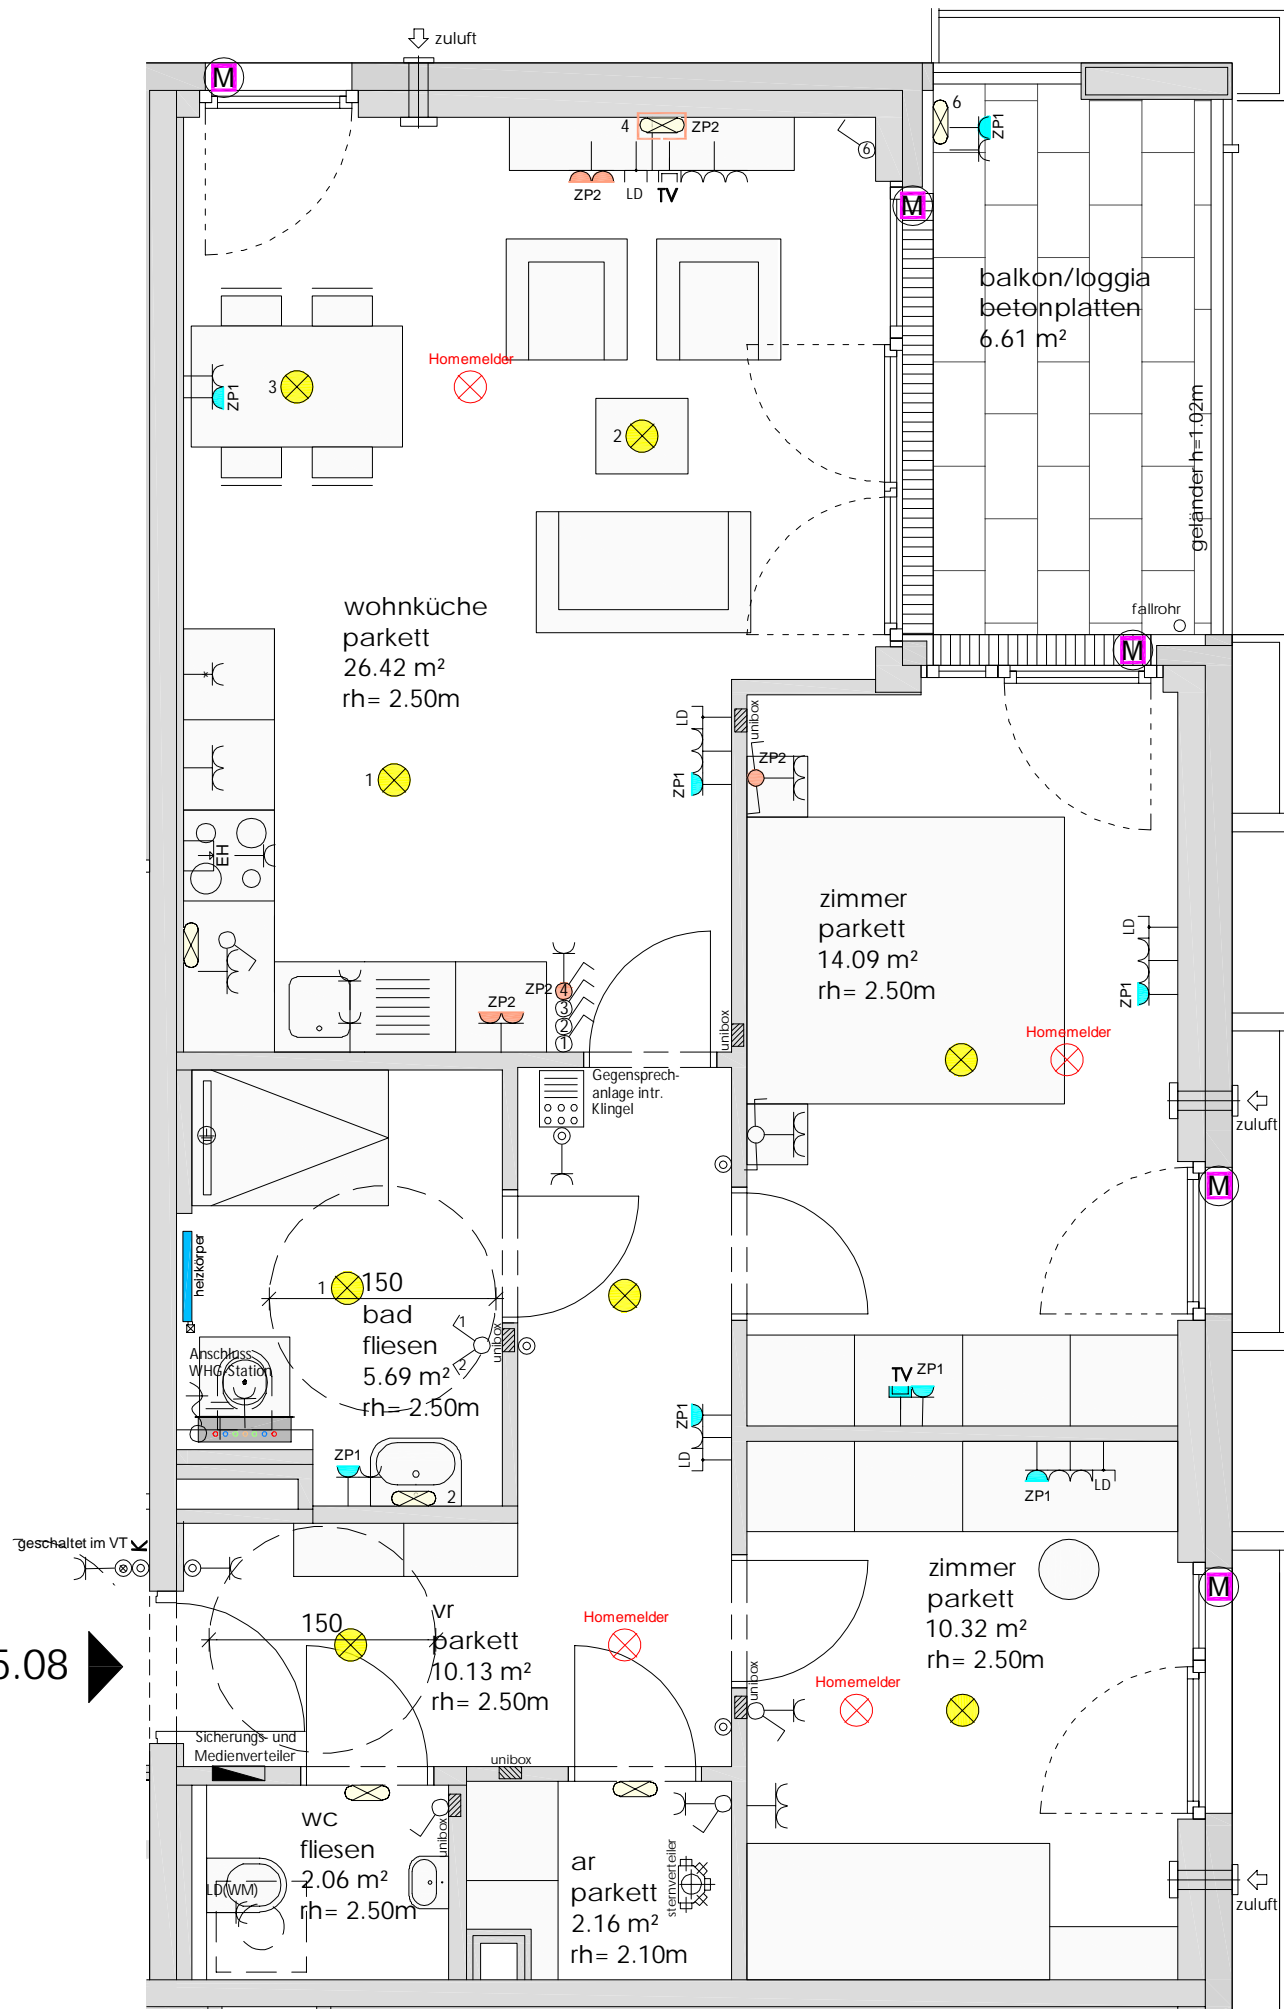 zuluft
M
4
ZP2
6
6
ZP1
ZP2
LD
TV
M
balkon/loggia
betonplatten
6.61 m²
Homemelder
3
ZP1
2
geländer h=1.02m
wohnküche
parkett
26.42 m²
rh= 2.50m
fallrohr
M
LD
unibox
ZP1
ZP2
1
EH
zimmer
parkett
14.09 m²
rh= 2.50m
LD
ZP1
ZP2
ZP2
4
3
2
1
unibox
Homemelder
Gegensprech-
anlage intr.
Klingel
zuluft
M
heizkörper
1
150
bad
fliesen
5.69 m²
rh= 2.50m
1
2
unibox
Anschluss
WHG-Station
TV
ZP1
ZP1
LD
ZP1
2
ZP1
LD
geschaltet im VT
K
zimmer
parkett
10.32 m²
rh= 2.50m
M
150
vr
parkett
10.13 m²
rh= 2.50m
Homemelder
5.08
unibox
Homemelder
Sicherungs- und
Medienverteiler
unibox
wc
fliesen
2.06 m²
rh= 2.50m
unibox
LD(WM)
ar
parkett
2.16 m²
rh= 2.10m
sternverteiler
zuluft